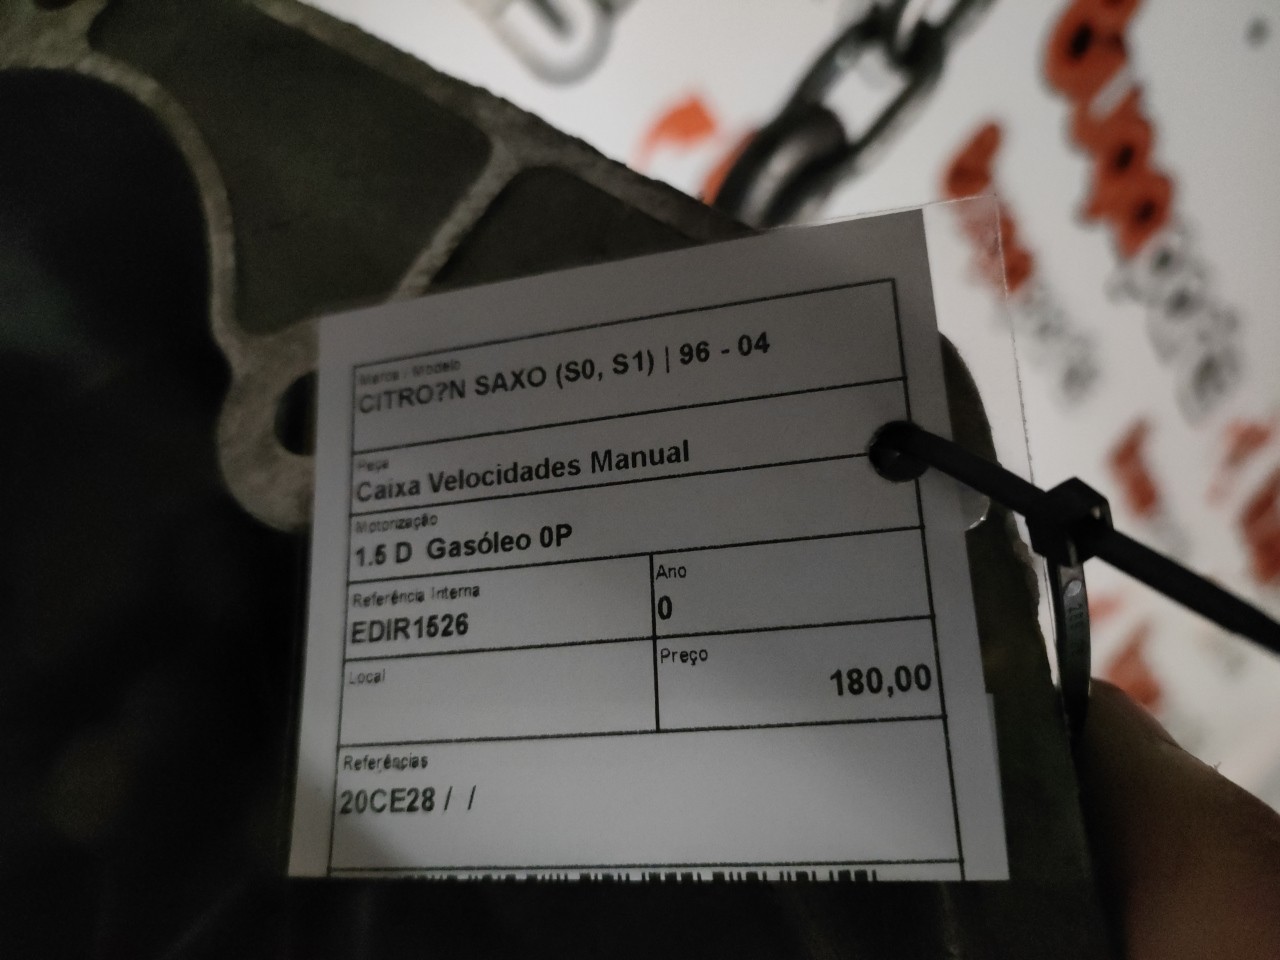 Marca / Modelo
CITRO?N SAXO (S0, S1) | 96 - 04
Peça
Caixa Velocidades Manual
Motorização
1.5 D Gasóleo 0P
Referência Interna
EDIR1526
Ano
0
Local
Preço
180,00
Referências
20CE28 / /